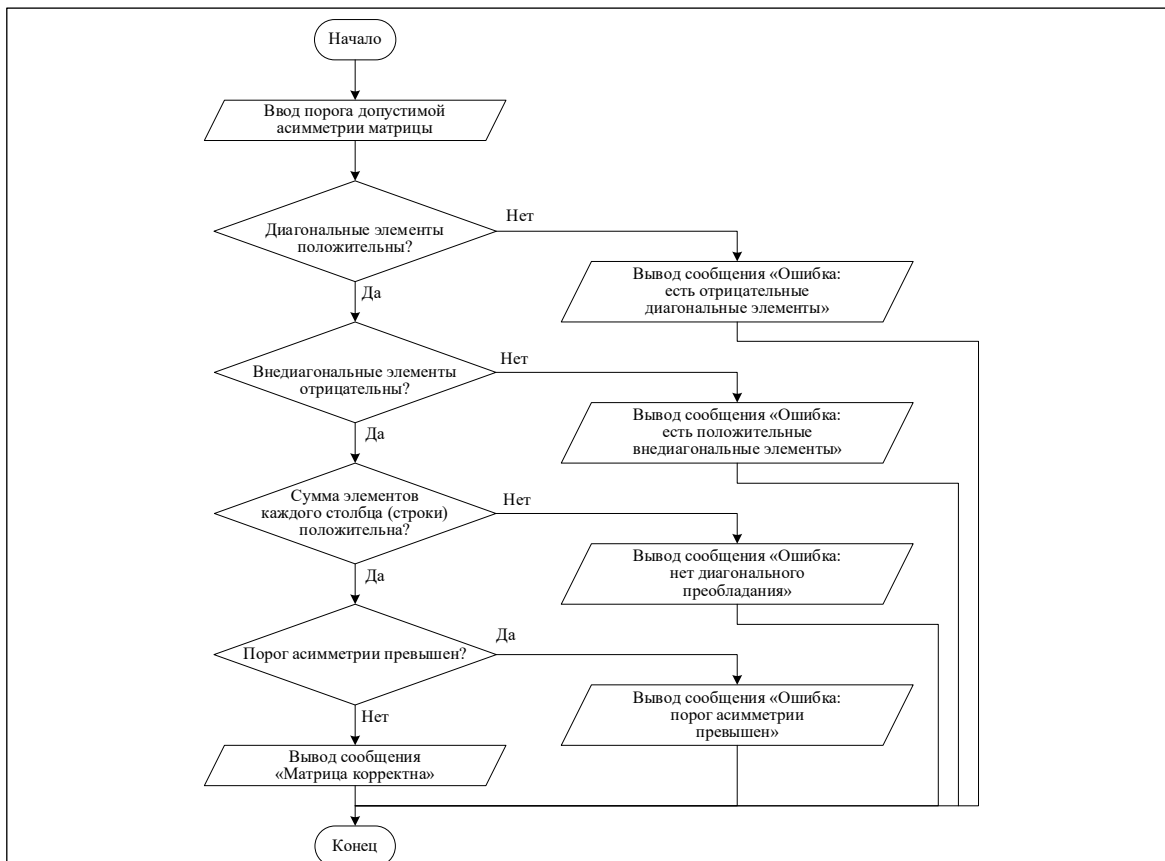 Начало
Ввод порога допустимой
асимметрии матрицы
Диагональные элементы
положительны?
Нет
Вывод сообщения «Ошибка:
есть отрицательные
диагональные элементы»
Да
Внедиагональные элементы
отрицательны?
Нет
Вывод сообщения «Ошибка:
есть положительные
внедиагональные элементы»
Да
Сумма элементов
каждого столбца (строки)
положительна?
Нет
Вывод сообщения «Ошибка:
нет диагонального
преобладания»
Да
Порог асимметрии превышен?
Да
Вывод сообщения «Ошибка:
порог асимметрии
превышен»
Нет
Вывод сообщения
«Матрица корректна»
Конец